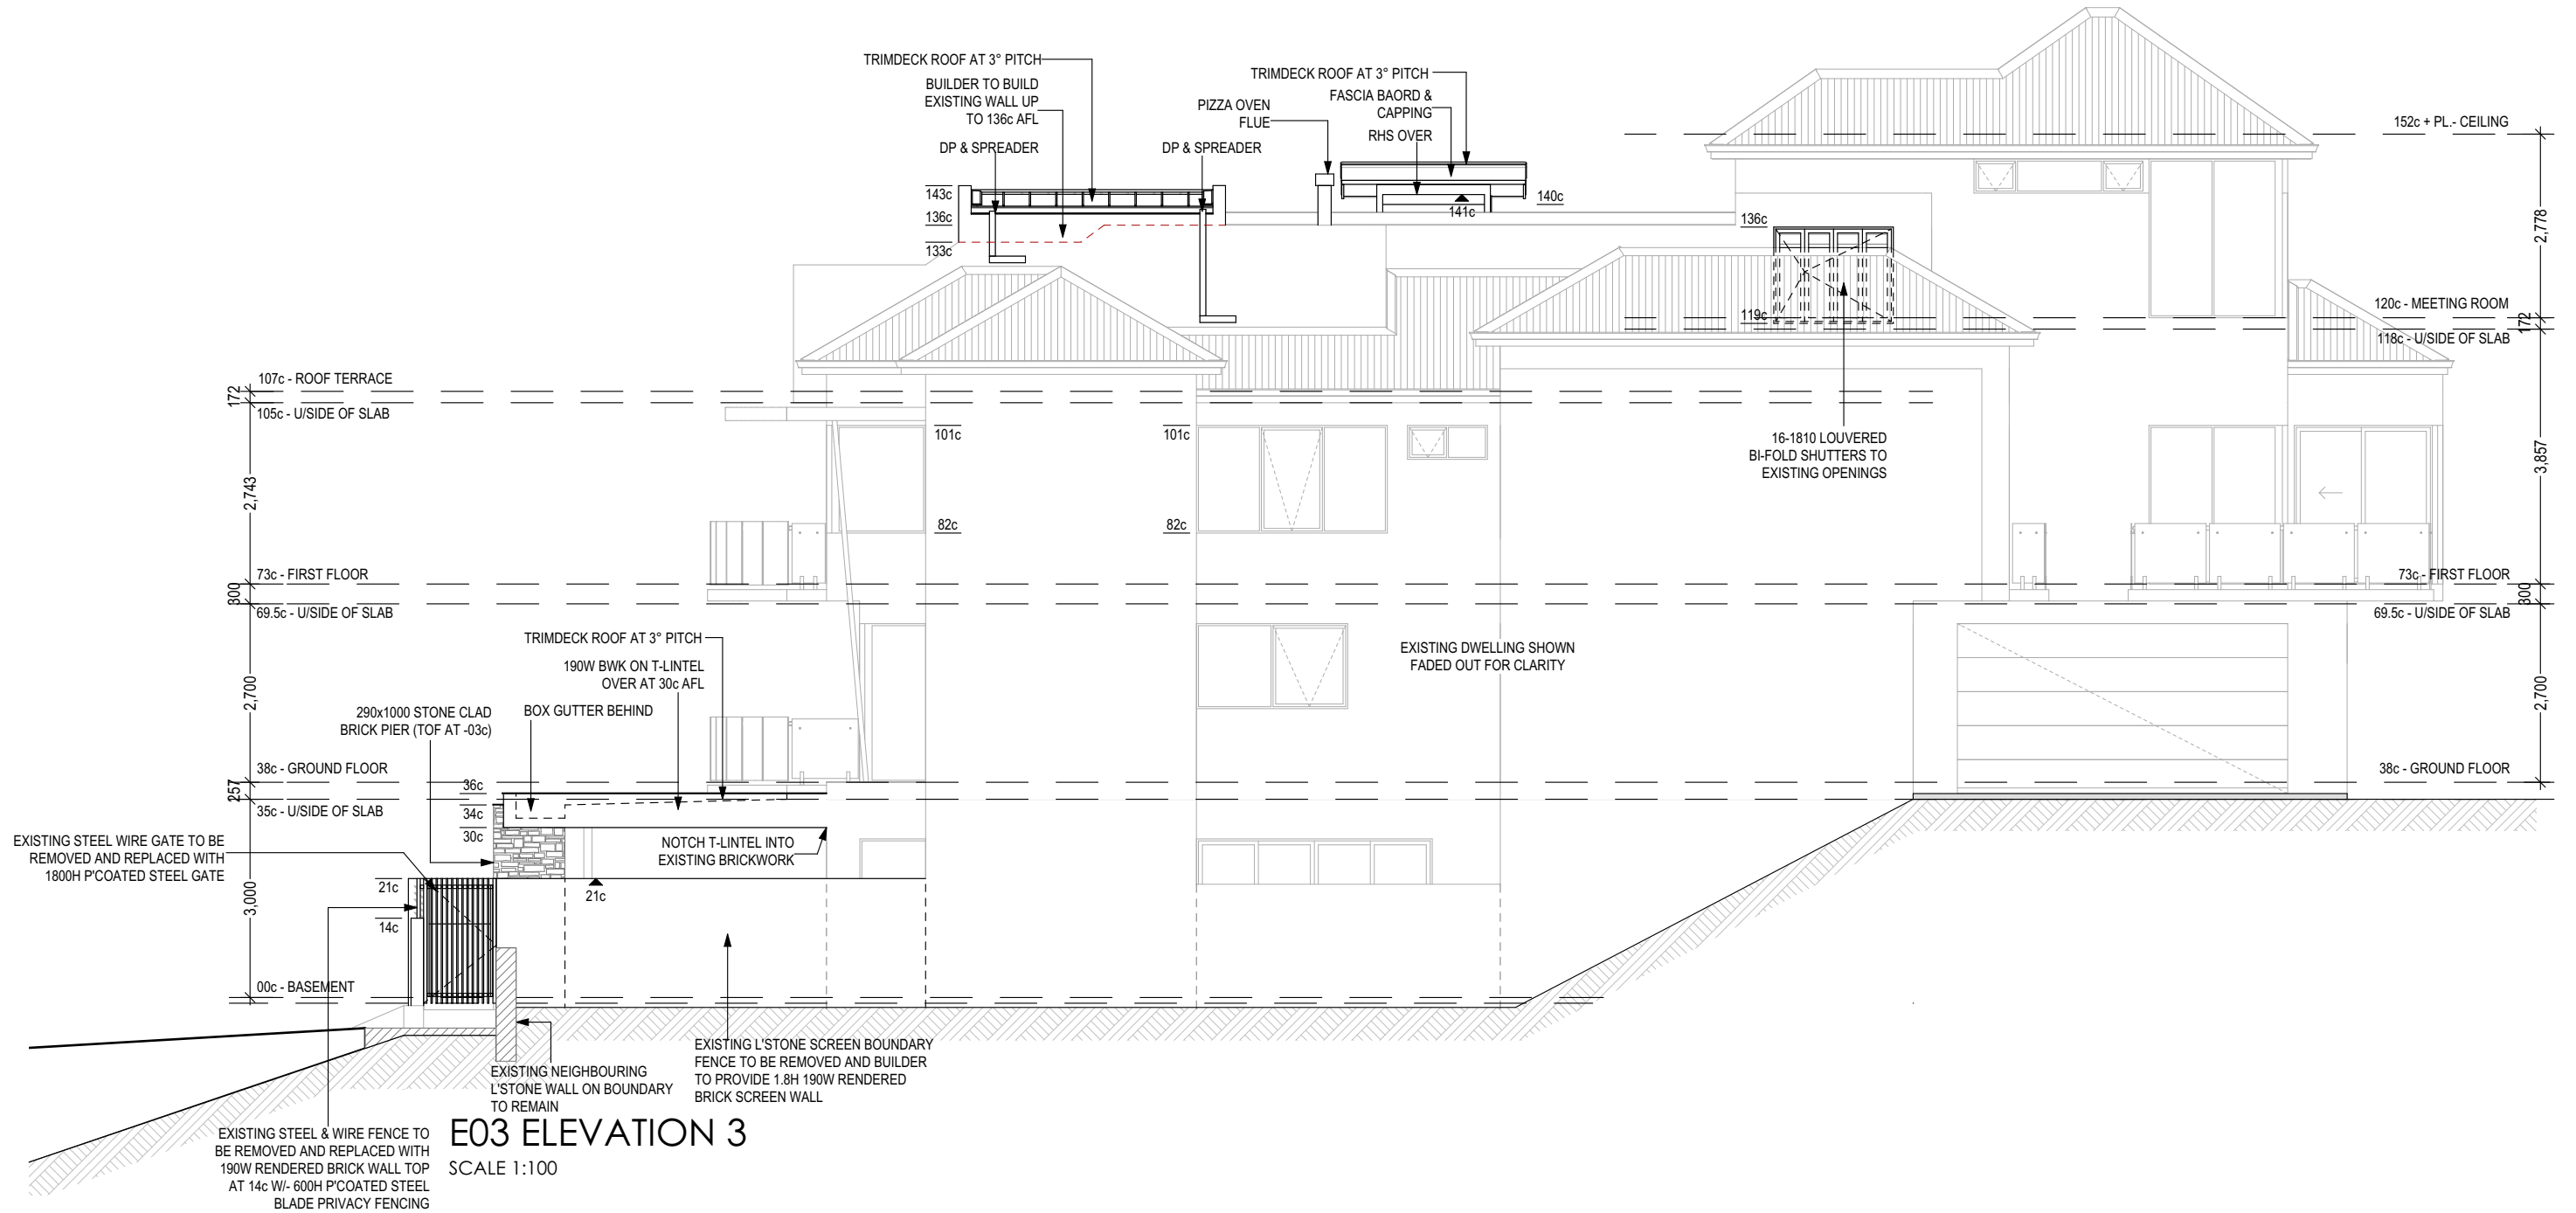 TRIMDECK ROOF AT 3° PITCH
BUILDER TO BUILD
EXISTING WALL UP
TO 136c AFL
DP & SPREADER
DP & SPREADER
PIZZA OVEN
FLUE
TRIMDECK ROOF AT 3° PITCH
FASCIA BAORD &
CAPPING
RHS OVER
143c
136c
133c
141c
140c
136c
119c
152c + PL.- CEILING
2,778
120c - MEETING ROOM
172
118c - U/SIDE OF SLAB
3,857
107c - ROOF TERRACE
172
105c - U/SIDE OF SLAB
2,743
101c
101c
82c
82c
16-1810 LOUVERED
BI-FOLD SHUTTERS TO
EXISTING OPENINGS
73c - FIRST FLOOR
300
69.5c - U/SIDE OF SLAB
73c - FIRST FLOOR
300
69.5c - U/SIDE OF SLAB
2,700
2,700
EXISTING DWELLING SHOWN
FADED OUT FOR CLARITY
TRIMDECK ROOF AT 3° PITCH
190W BWK ON T-LINTEL
OVER AT 30c AFL
BOX GUTTER BEHIND
290x1000 STONE CLAD
BRICK PIER (TOF AT -03c)
38c - GROUND FLOOR
257
35c - U/SIDE OF SLAB
38c - GROUND FLOOR
36c
34c
30c
NOTCH T-LINTEL INTO
EXISTING BRICKWORK
EXISTING STEEL WIRE GATE TO BE
REMOVED AND REPLACED WITH
1800H P'COATED STEEL GATE
21c
14c
21c
3,000
00c - BASEMENT
EXISTING NEIGHBOURING
L'STONE WALL ON BOUNDARY
TO REMAIN
EXISTING L'STONE SCREEN BOUNDARY
FENCE TO BE REMOVED AND BUILDER
TO PROVIDE 1.8H 190W RENDERED
BRICK SCREEN WALL
EXISTING STEEL & WIRE FENCE TO
BE REMOVED AND REPLACED WITH
190W RENDERED BRICK WALL TOP
AT 14c W/- 600H P'COATED STEEL
BLADE PRIVACY FENCING
E03 ELEVATION 3
SCALE 1:100